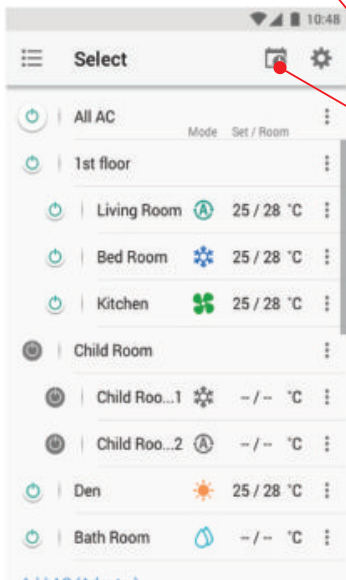 10:48
Select
All AC
Mode Set / Room
1st floor
Living Room A 25 / 28 °C
Bed Room 25 / 28 °C
Kitchen 25 / 28 °C
Child Room
Child Roo...1 -- / -- °C
Child Roo...2 A -- / -- °C
Den 25 / 28 °C
Bath Room -- / -- °C